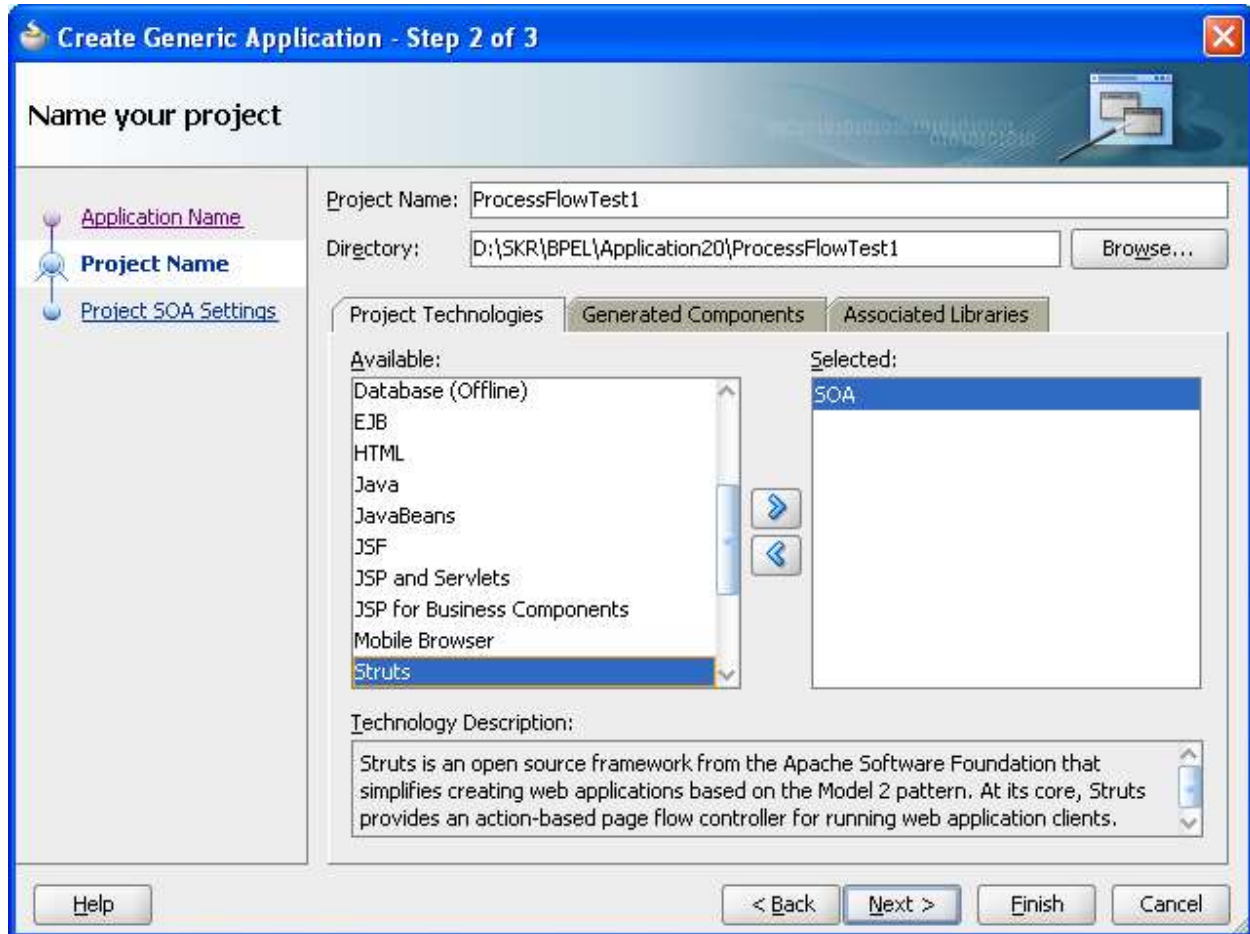 Create Generic Application - Step 2 of 3
Name your project
Application Name
Project Name
Project SOA Settings
Project Name: ProcessFlowTest1
Directory: D:\SKR\BPEL\Application20\ProcessFlowTest1 Browse...
Project Technologies Generated Components Associated Libraries
Available:
Database (Offline)
EJB
HTML
Java
JavaBeans
JSF
JSP and Servlets
JSP for Business Components
Mobile Browser
Struts
Selected:
SOA
Technology Description:
Struts is an open source framework from the Apache Software Foundation that
simplifies creating web applications based on the Model 2 pattern. At its core, Struts
provides an action-based page flow controller for running web application clients.
Help < Back Next > Finish Cancel